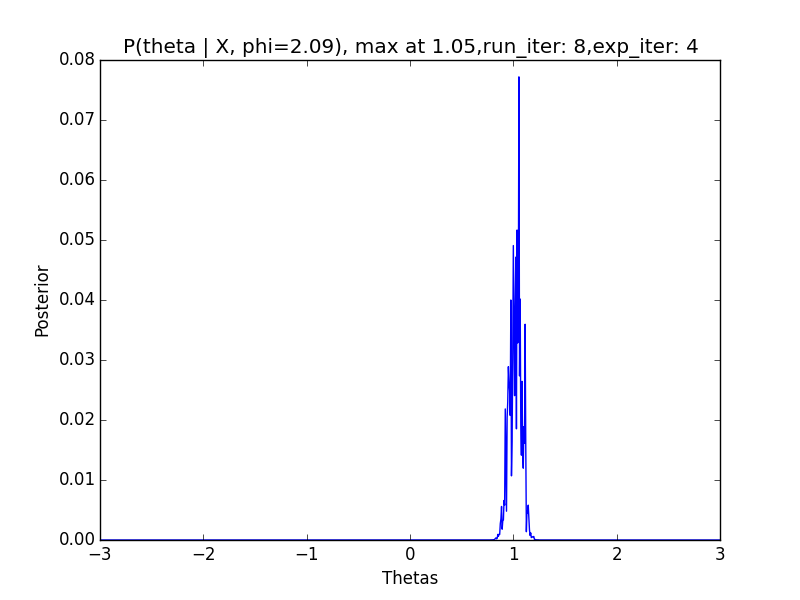 P(theta | X, phi=2.09), max at 1.05,run_iter: 8,exp_iter: 4
0.08
0.07
0.06
0.05
0.04
0.03
0.02
0.01
0.00
Posterior
−3 −2 −1 0 1 2 3
Thetas